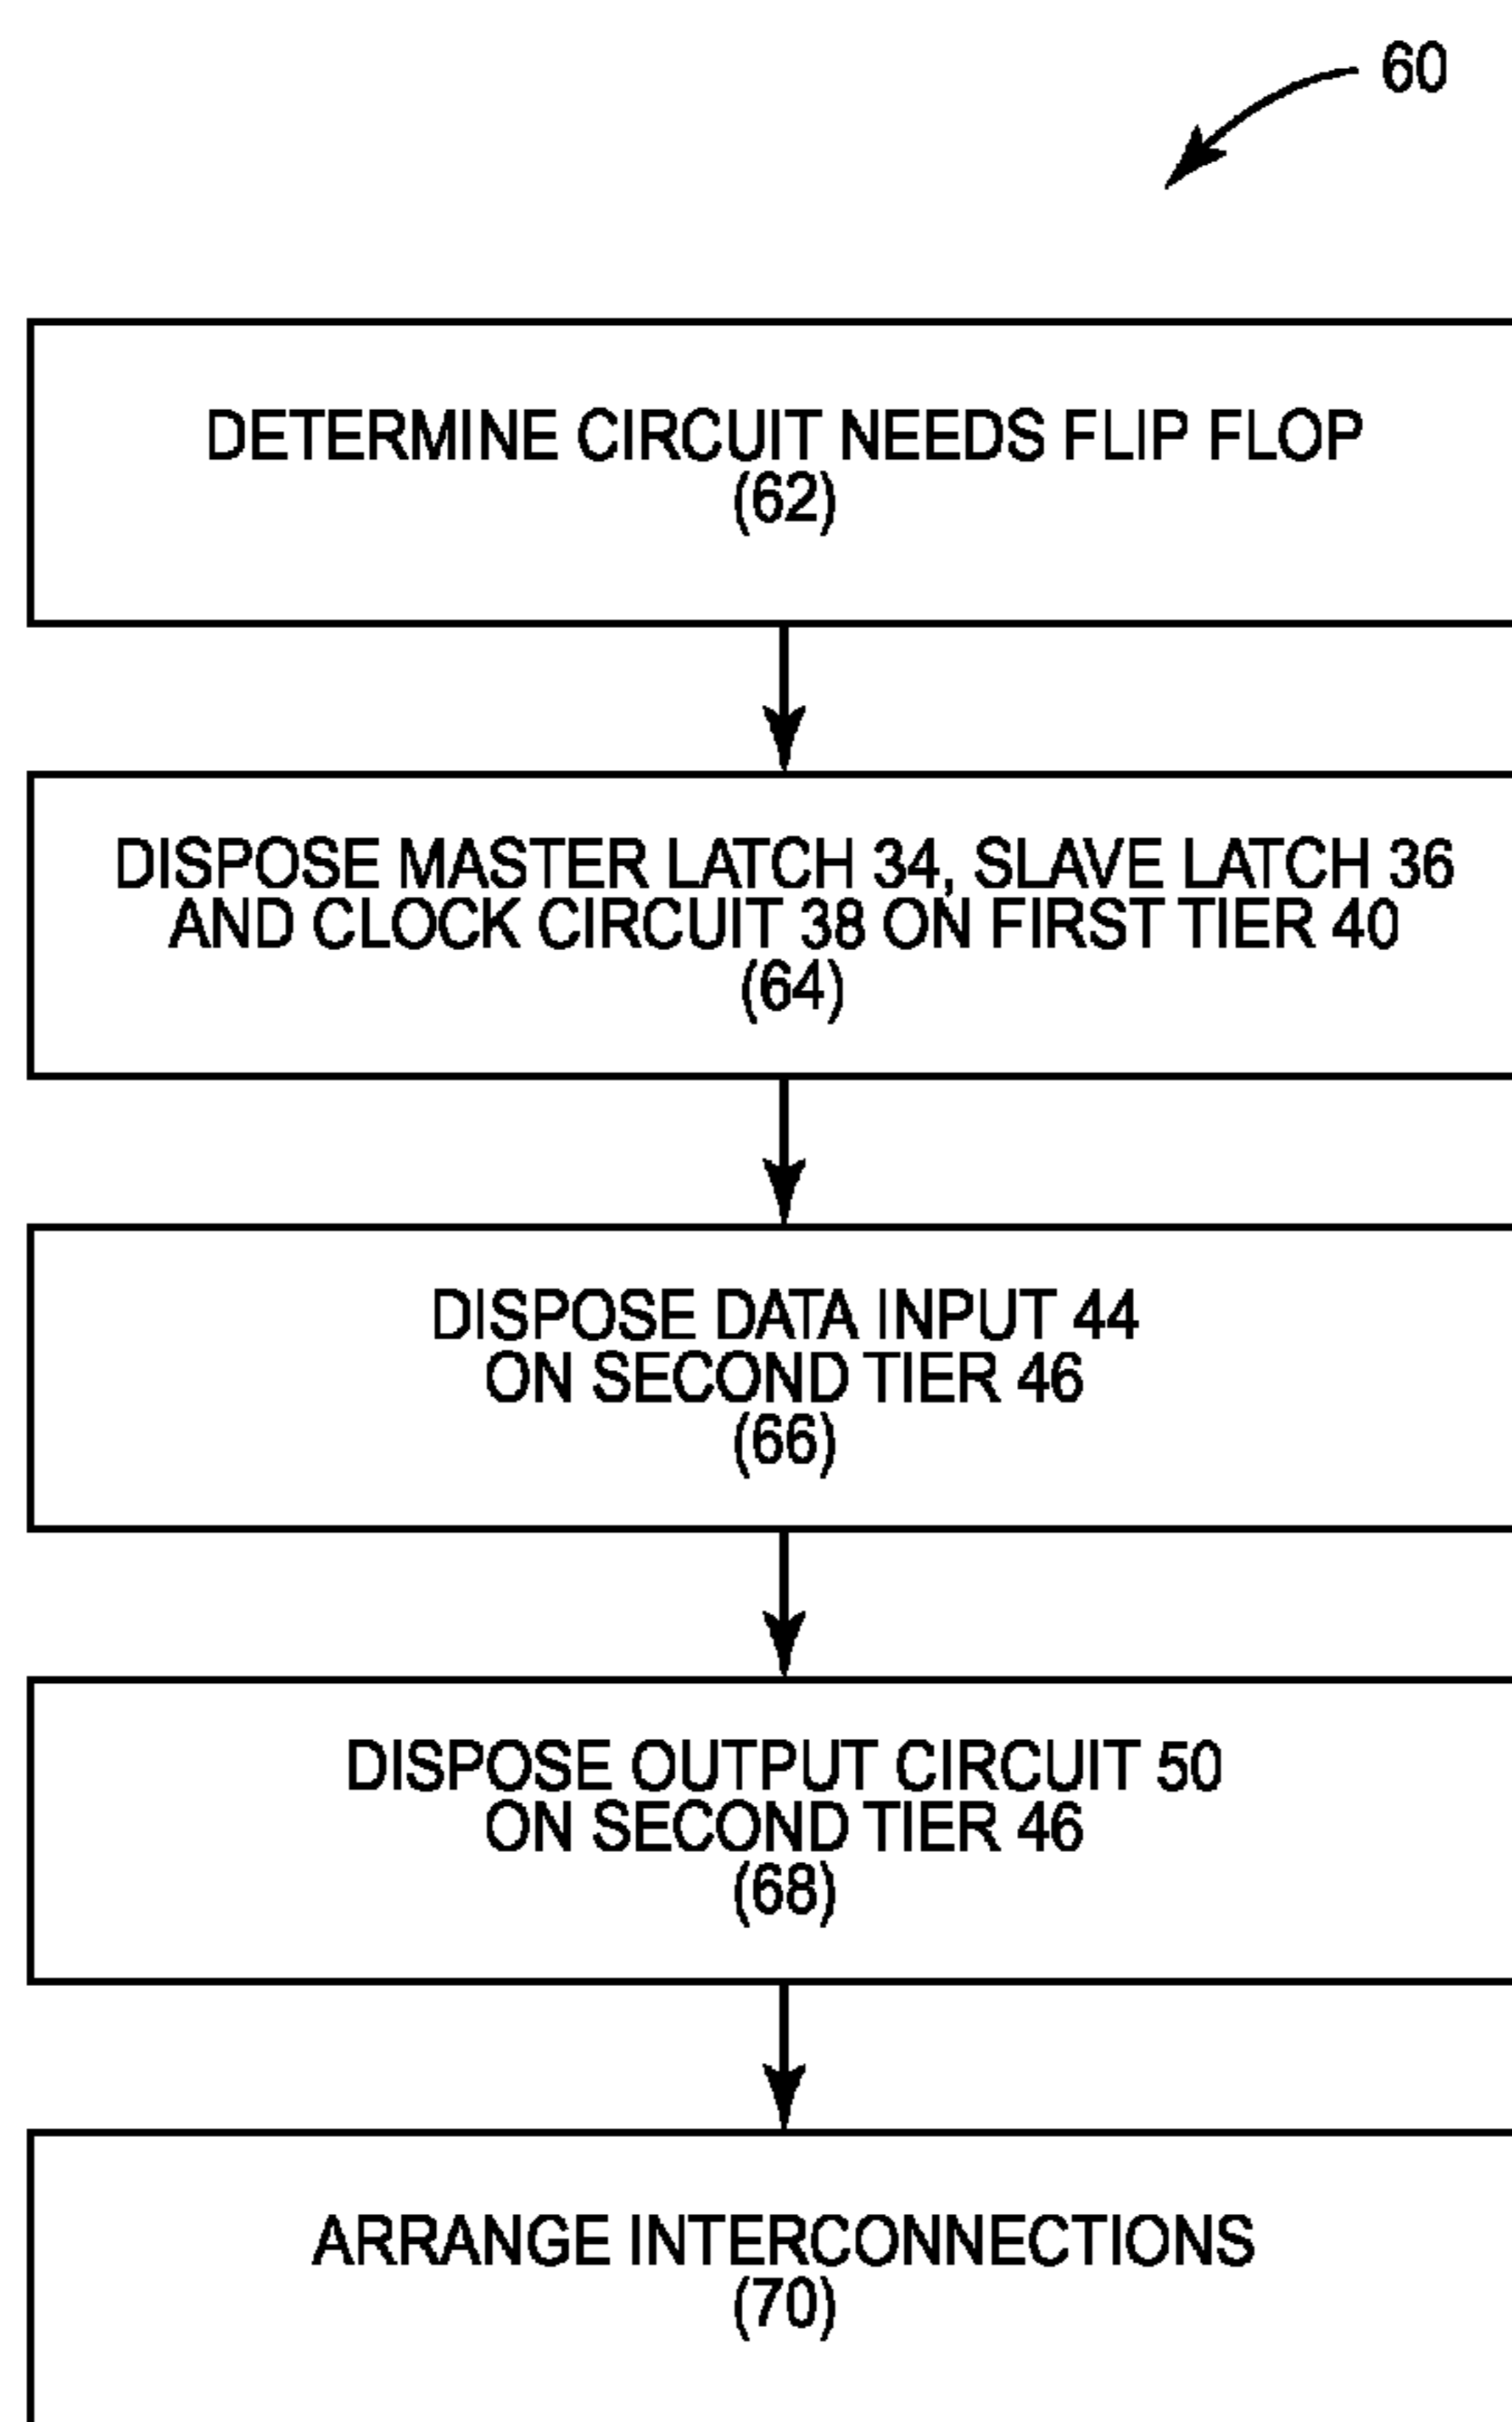 60
DETERMINE CIRCUIT NEEDS FLIP FLOP
(62)
DISPOSE MASTER LATCH 34, SLAVE LATCH 36
AND CLOCK CIRCUIT 38 ON FIRST TIER 40
(64)
DISPOSE DATA INPUT 44
ON SECOND TIER 46
(66)
DISPOSE OUTPUT CIRCUIT 50
ON SECOND TIER 46
(68)
ARRANGE INTERCONNECTIONS
(70)